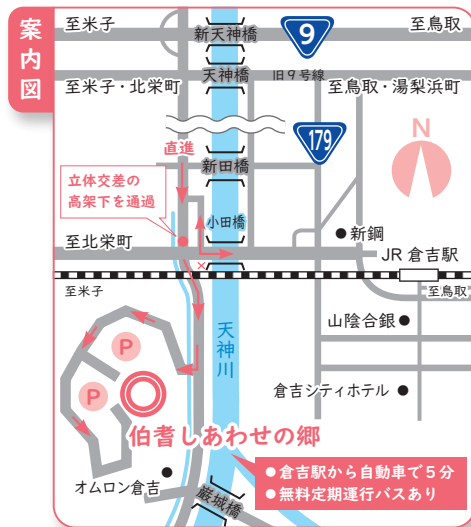 案内図
至米子
新天神橋
9
至鳥取
天神橋
旧9号線
至米子・北栄町
至鳥取・湯梨浜町
179
直進
新田橋
N
立体交差の
高架下を通過
小田橋
新鋼
至北栄町
JR 倉吉駅
×
至米子
至鳥取
山陰合銀
P
天神川
P
倉吉シティホテル
伯耆しあわせの郷
●倉吉駅から自動車で5分
●無料定期運行バスあり
オムロン倉吉
巌城橋